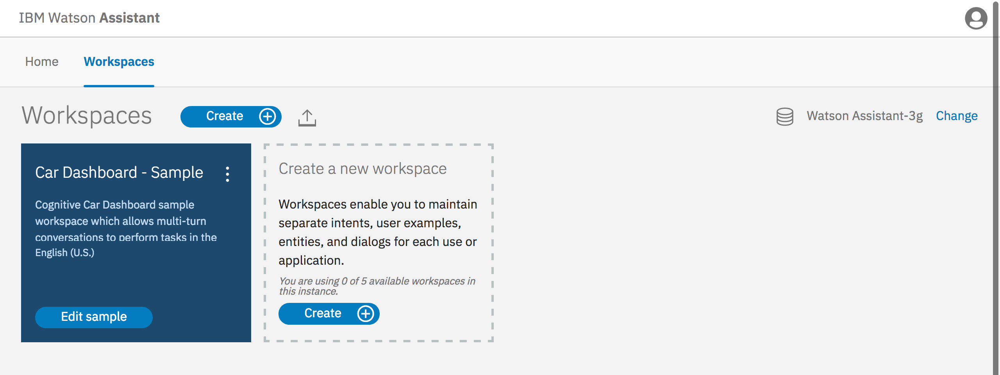 IBM Watson Assistant
Home
Workspaces
Workspaces
Create
Watson Assistant-3g
Change
Car Dashboard - Sample
Cognitive Car Dashboard sample
workspace which allows multi-turn
conversations to perform tasks in the
English (U.S.)
Edit sample
Create a new workspace
Workspaces enable you to maintain
separate intents, user examples,
entities, and dialogs for each use or
application.
You are using 0 of 5 available workspaces in
this instance.
Create